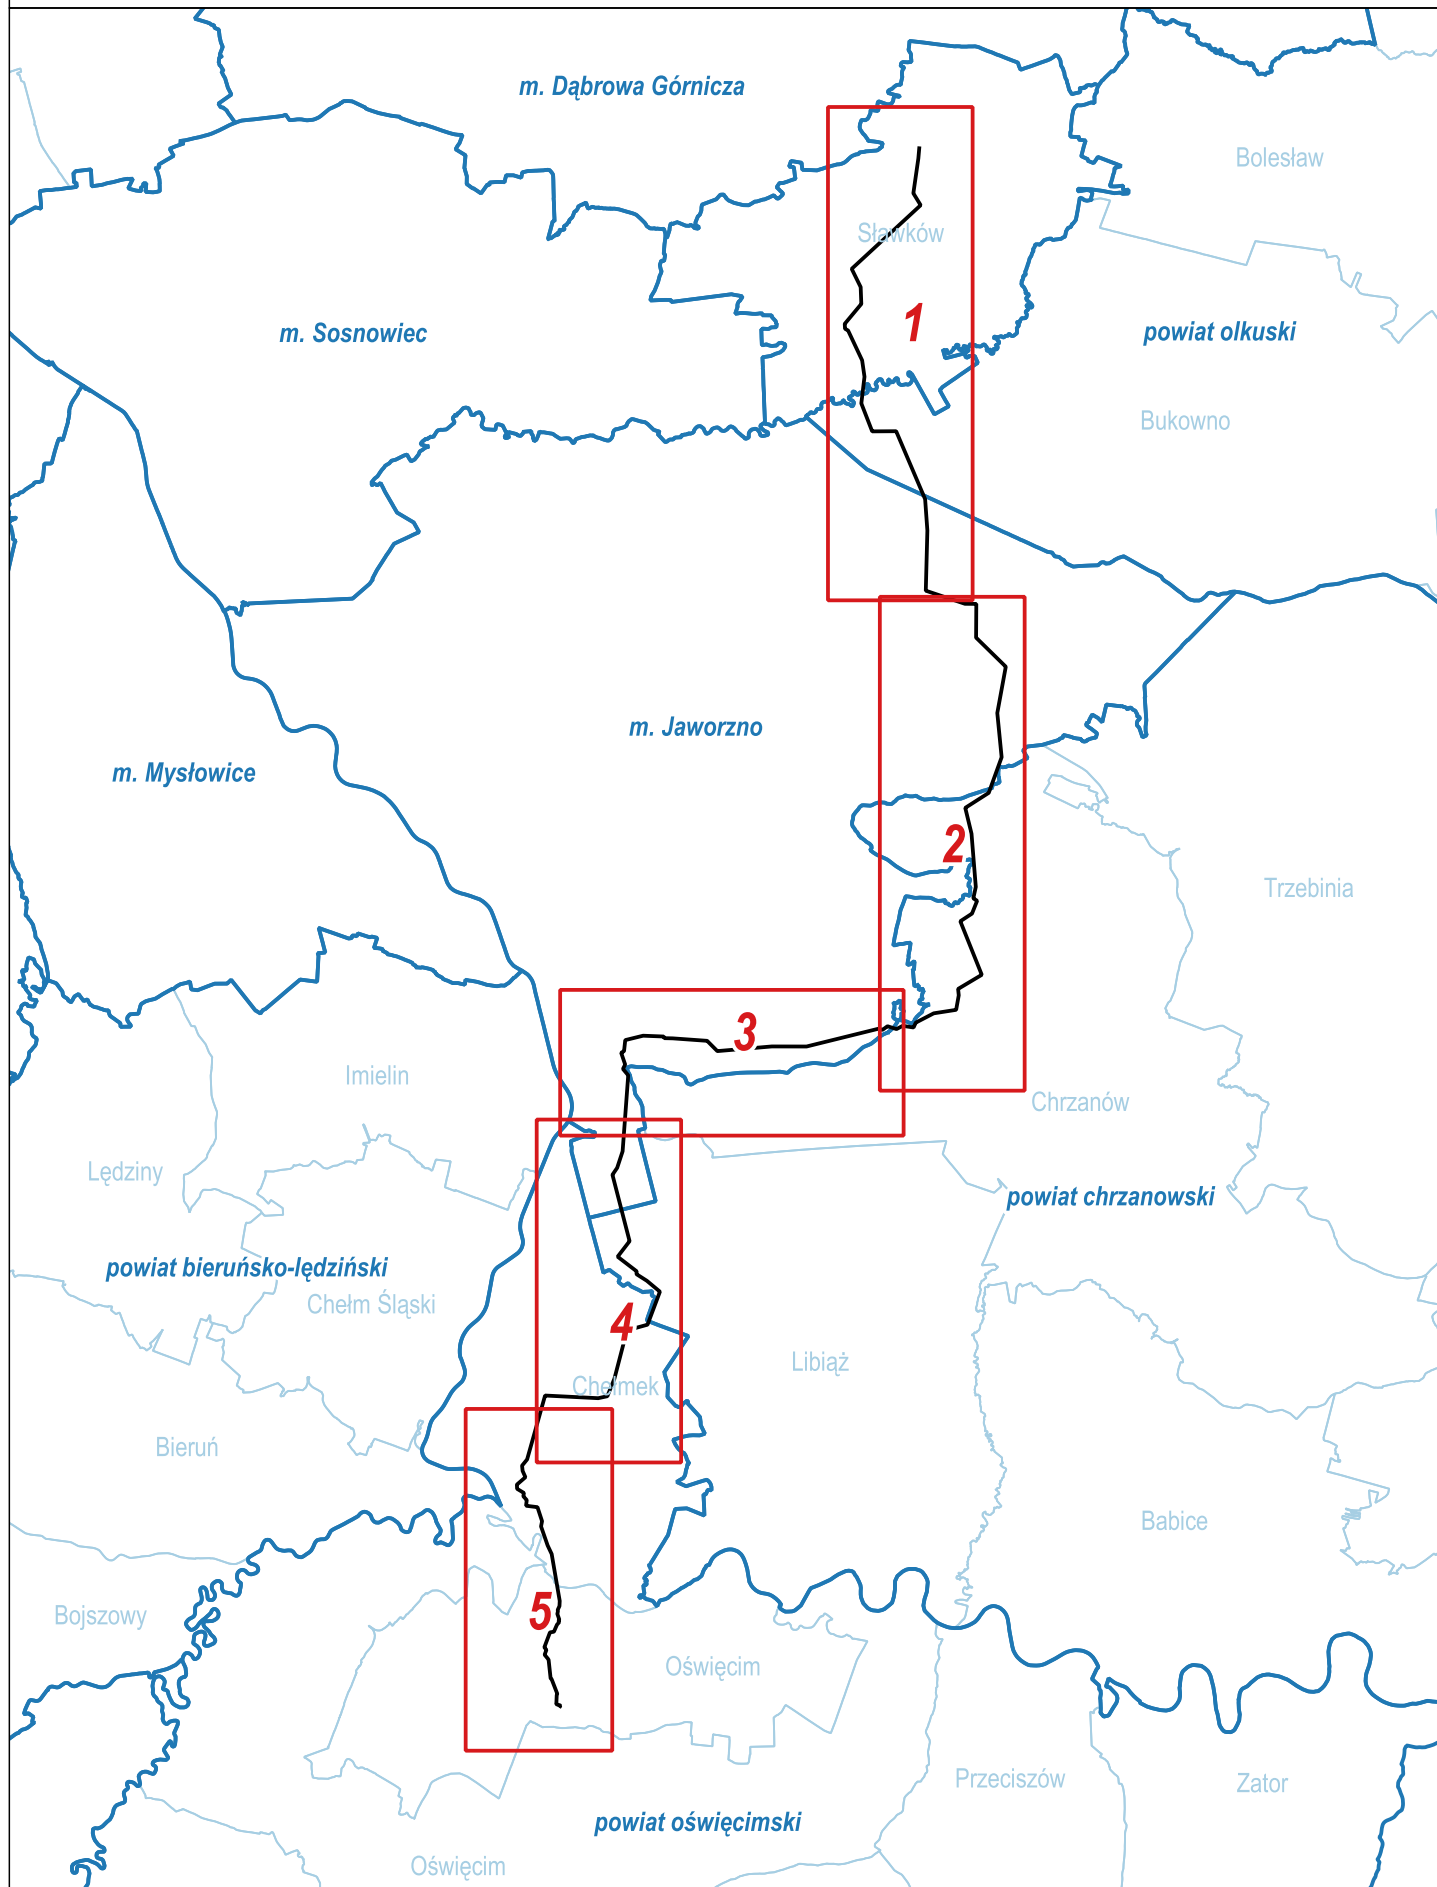 m. Dąbrowa Górnicza
Bolesław
Sławków
1
m. Sosnowiec
powiat olkuski
Bukowno
m. Jaworzno
m. Mysłowice
2
Trzebinia
3
Imielin
Chrzanów
Lędziny
powiat chrzanowski
powiat bieruńsko-lędziński
Chełm Śląski
4
Libiąż
Chełmek
Bieruń
Babice
Bojszowy
5
Oświęcim
Przeciszów
Zator
powiat oświęcimski
Oświęcim